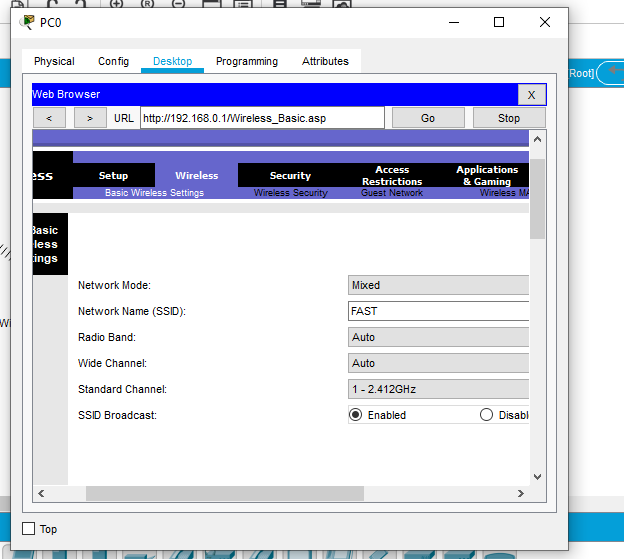 PC0
Physical Config Desktop Programming Attributes
[Root]
Web Browser X
< > URL http://192.168.0.1/Wireless_Basic.asp Go Stop
ess Setup Wireless Security Access Restrictions Applications & Gaming
Basic Wireless Settings Wireless Security Guest Network Wireless MA
Basic
eless
tings
Network Mode: Mixed
Network Name (SSID): FAST
Radio Band: Auto
Wide Channel: Auto
Standard Channel: 1 - 2.412GHz
SSID Broadcast: Enabled Disabl
Wi
Top